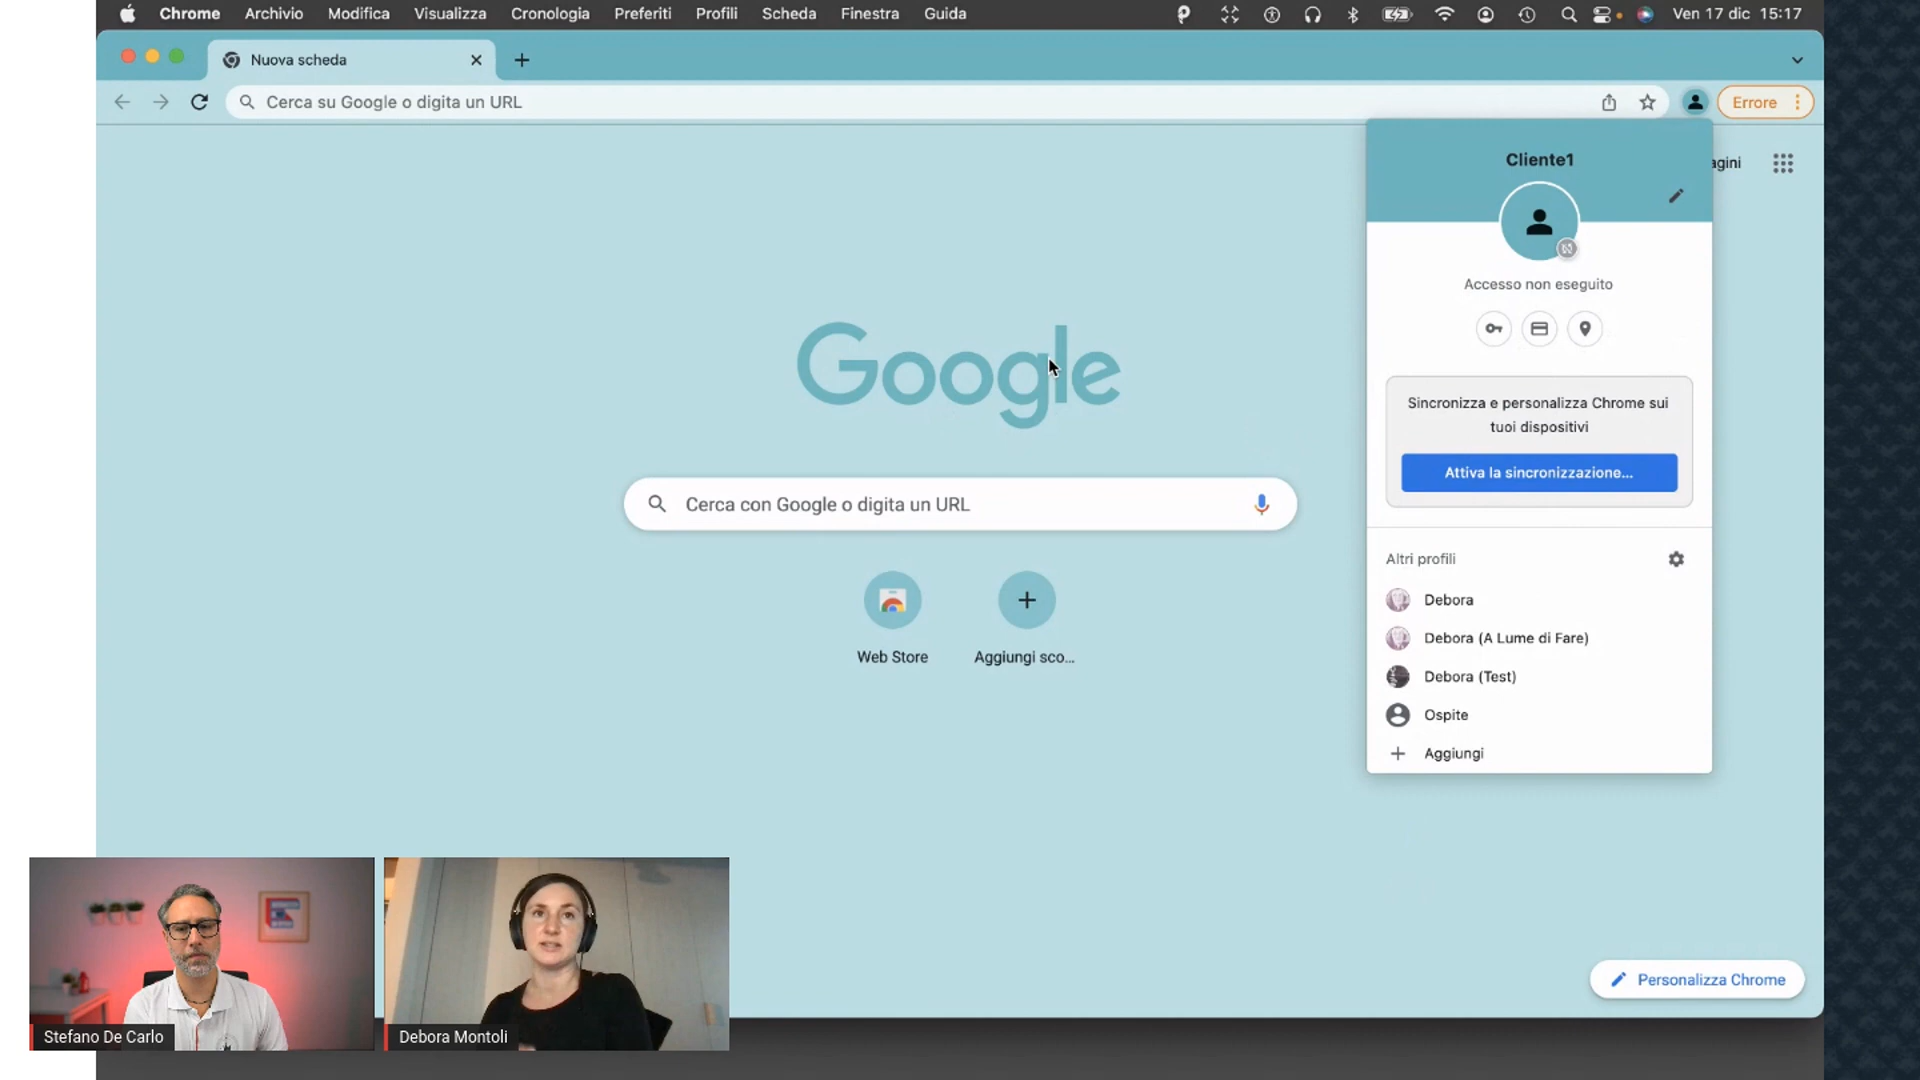 Chrome Archivio Modifica Visualizza Cronologia Preferiti Profili Scheda Finestra Guida Ven 17 dic 15:17
Nuova scheda
Cerca su Google o digita un URL
Errore
Cliente1
agini
Accesso non eseguito
Google
Sincronizza e personalizza Chrome sui
tuoi dispositivi
Attiva la sincronizzazione...
Cerca con Google o digita un URL
Altri profili
Debora
Web Store
Aggiungi sco...
Debora (A Lume di Fare)
Debora (Test)
Ospite
Aggiungi
Personalizza Chrome
Stefano De Carlo
Debora Montoli